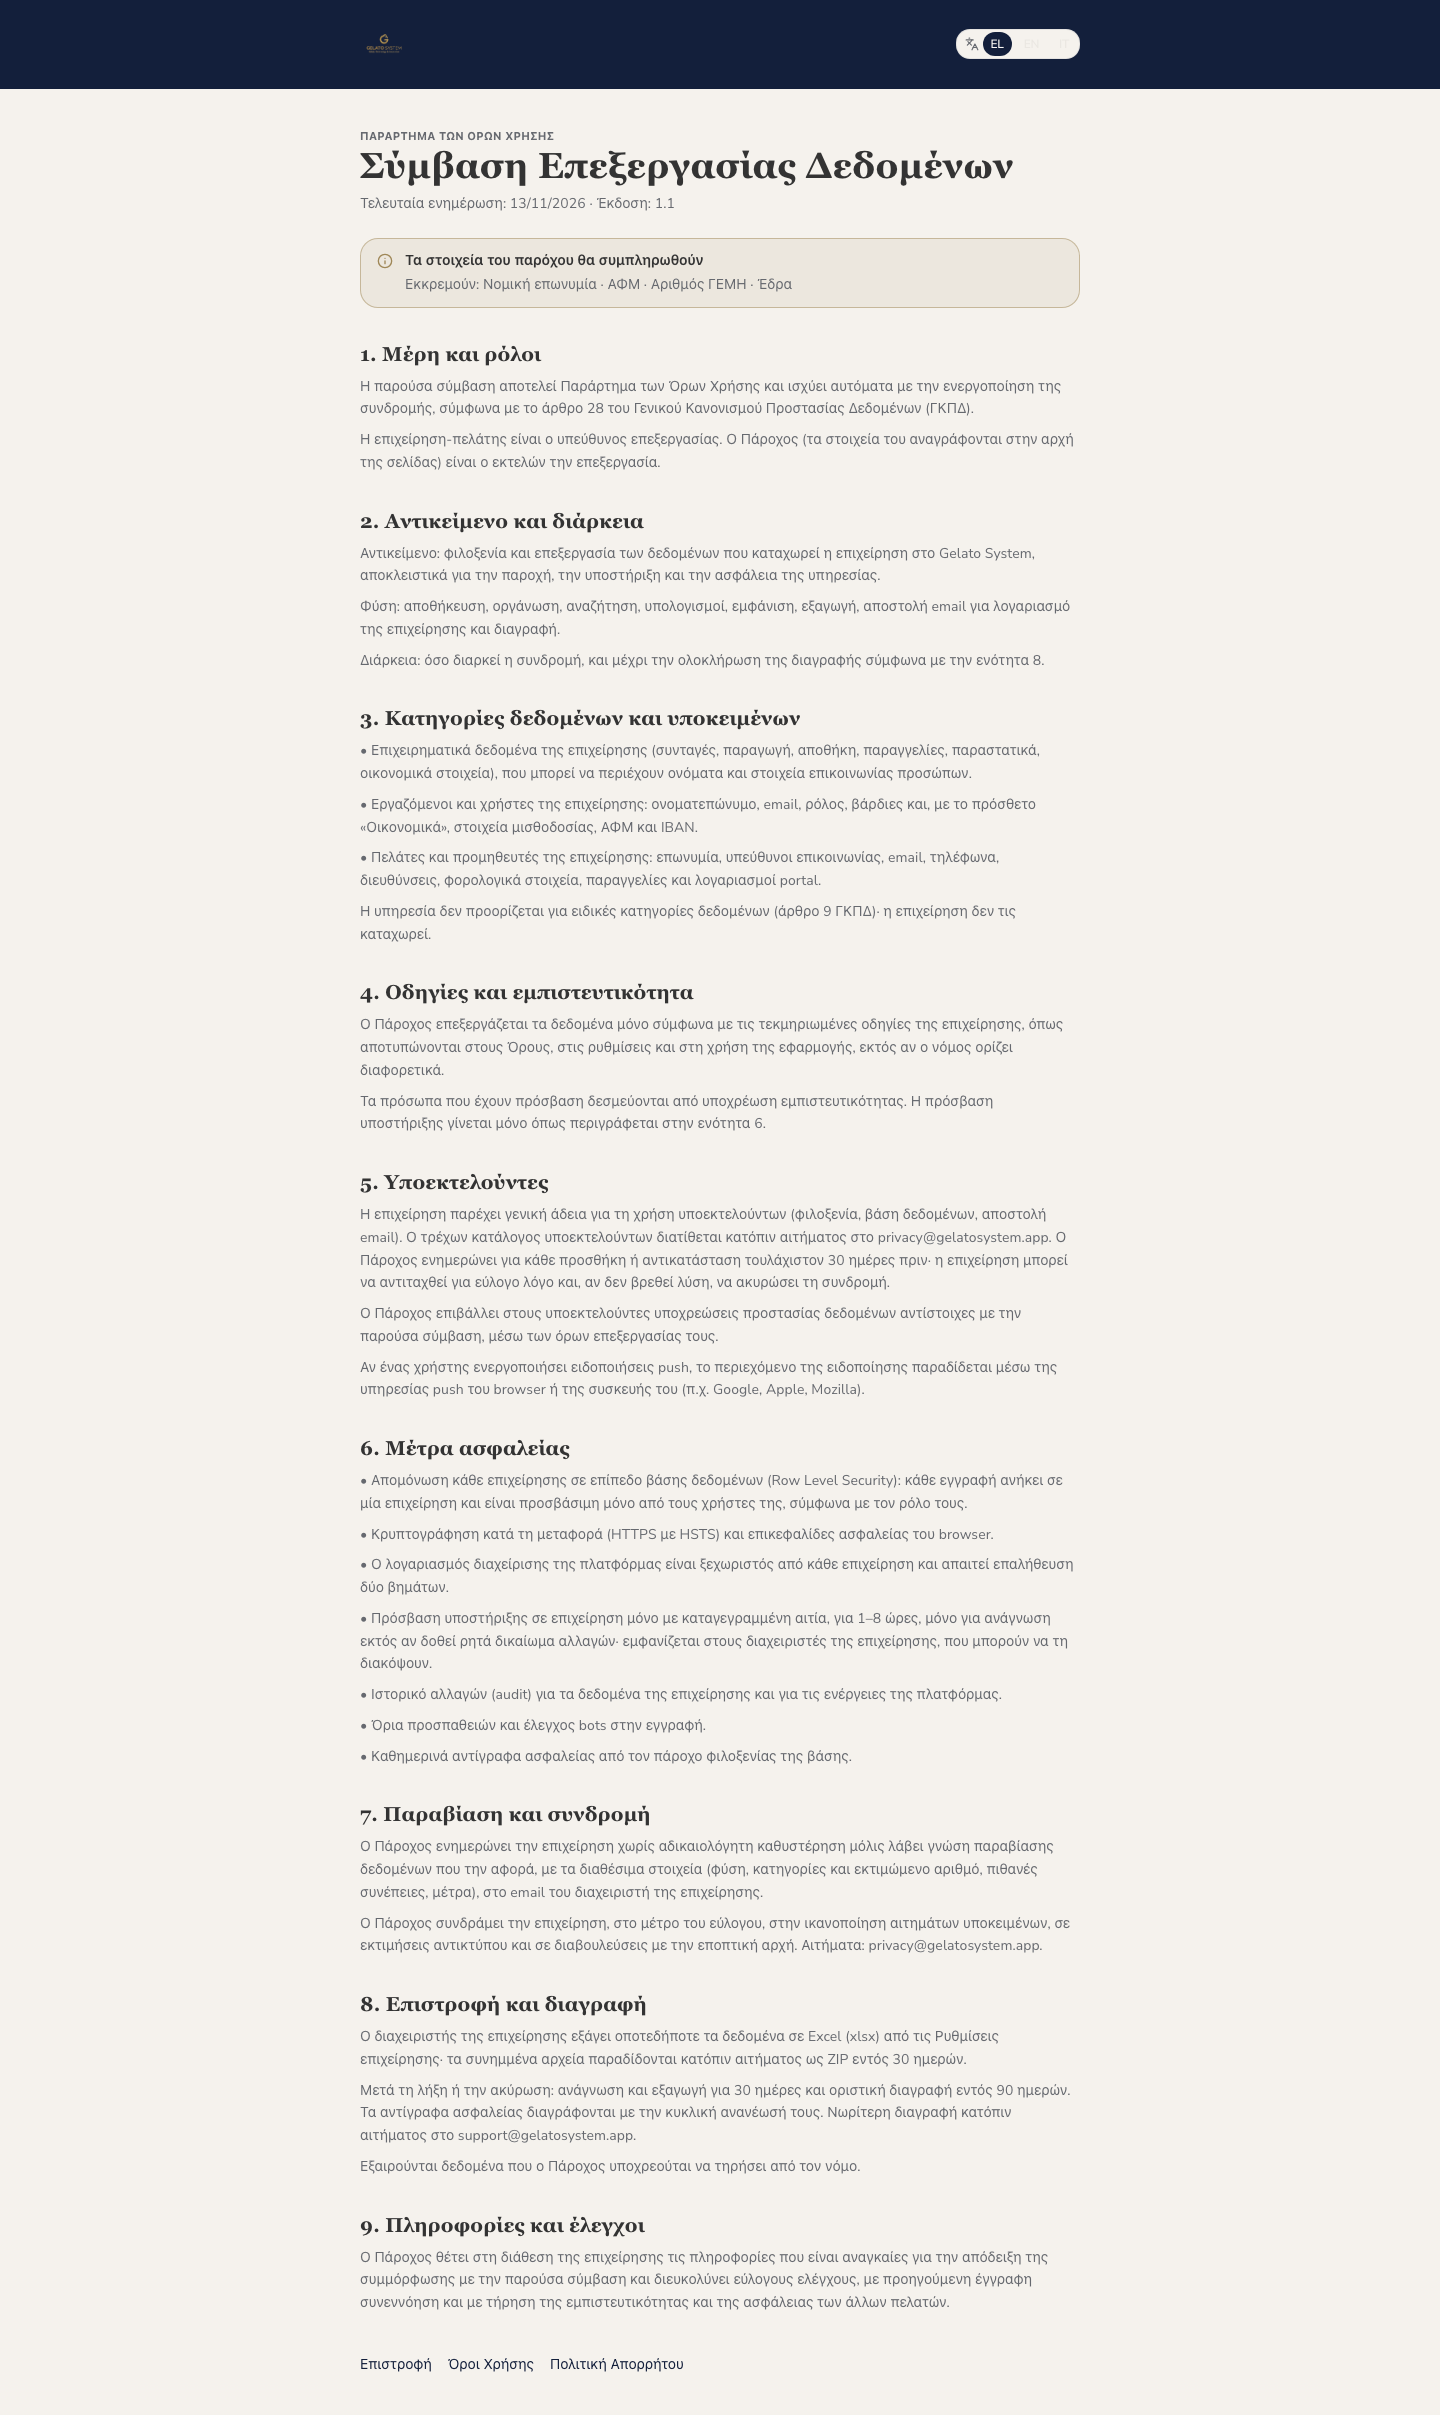 GELATO SYSTEM
EL EN IT
ΠΑΡΑΡΤΗΜΑ ΤΩΝ ΟΡΩΝ ΧΡΗΣΗΣ
Σύμβαση Επεξεργασίας Δεδομένων
Τελευταία ενημέρωση: 13/11/2026 · Έκδοση: 1.1
Τα στοιχεία του παρόχου θα συμπληρωθούν
Εκκρεμούν: Νομική επωνυμία · ΑΦΜ · Αριθμός ΓΕΜΗ · Έδρα
1. Μέρη και ρόλοι
Η παρούσα σύμβαση αποτελεί Παράρτημα των Όρων Χρήσης και ισχύει αυτόματα με την ενεργοποίηση της
συνδρομής, σύμφωνα με το άρθρο 28 του Γενικού Κανονισμού Προστασίας Δεδομένων (ΓΚΠΔ).
Η επιχείρηση-πελάτης είναι ο υπεύθυνος επεξεργασίας. Ο Πάροχος (τα στοιχεία του αναγράφονται στην αρχή
της σελίδας) είναι ο εκτελών την επεξεργασία.
2. Αντικείμενο και διάρκεια
Αντικείμενο: φιλοξενία και επεξεργασία των δεδομένων που καταχωρεί η επιχείρηση στο Gelato System,
αποκλειστικά για την παροχή, την υποστήριξη και την ασφάλεια της υπηρεσίας.
Φύση: αποθήκευση, οργάνωση, αναζήτηση, υπολογισμοί, εμφάνιση, εξαγωγή, αποστολή email για λογαριασμό
της επιχείρησης και διαγραφή.
Διάρκεια: όσο διαρκεί η συνδρομή, και μέχρι την ολοκλήρωση της διαγραφής σύμφωνα με την ενότητα 8.
3. Κατηγορίες δεδομένων και υποκειμένων
• Επιχειρηματικά δεδομένα της επιχείρησης (συνταγές, παραγωγή, αποθήκη, παραγγελίες, παραστατικά,
οικονομικά στοιχεία), που μπορεί να περιέχουν ονόματα και στοιχεία επικοινωνίας προσώπων.
• Εργαζόμενοι και χρήστες της επιχείρησης: ονοματεπώνυμο, email, ρόλος, βάρδιες και, με το πρόσθετο
«Οικονομικά», στοιχεία μισθοδοσίας, ΑΦΜ και IBAN.
• Πελάτες και προμηθευτές της επιχείρησης: επωνυμία, υπεύθυνοι επικοινωνίας, email, τηλέφωνα,
διευθύνσεις, φορολογικά στοιχεία, παραγγελίες και λογαριασμοί portal.
Η υπηρεσία δεν προορίζεται για ειδικές κατηγορίες δεδομένων (άρθρο 9 ΓΚΠΔ)· η επιχείρηση δεν τις
καταχωρεί.
4. Οδηγίες και εμπιστευτικότητα
Ο Πάροχος επεξεργάζεται τα δεδομένα μόνο σύμφωνα με τις τεκμηριωμένες οδηγίες της επιχείρησης, όπως
αποτυπώνονται στους Όρους, στις ρυθμίσεις και στη χρήση της εφαρμογής, εκτός αν ο νόμος ορίζει
διαφορετικά.
Τα πρόσωπα που έχουν πρόσβαση δεσμεύονται από υποχρέωση εμπιστευτικότητας. Η πρόσβαση
υποστήριξης γίνεται μόνο όπως περιγράφεται στην ενότητα 6.
5. Υποεκτελούντες
Η επιχείρηση παρέχει γενική άδεια για τη χρήση υποεκτελούντων (φιλοξενία, βάση δεδομένων, αποστολή
email). Ο τρέχων κατάλογος υποεκτελούντων διατίθεται κατόπιν αιτήματος στο privacy@gelatosystem.app. Ο
Πάροχος ενημερώνει για κάθε προσθήκη ή αντικατάσταση τουλάχιστον 30 ημέρες πριν· η επιχείρηση μπορεί
να αντιταχθεί για εύλογο λόγο και, αν δεν βρεθεί λύση, να ακυρώσει τη συνδρομή.
Ο Πάροχος επιβάλλει στους υποεκτελούντες υποχρεώσεις προστασίας δεδομένων αντίστοιχες με την
παρούσα σύμβαση, μέσω των όρων επεξεργασίας τους.
Αν ένας χρήστης ενεργοποιήσει ειδοποιήσεις push, το περιεχόμενο της ειδοποίησης παραδίδεται μέσω της
υπηρεσίας push του browser ή της συσκευής του (π.χ. Google, Apple, Mozilla).
6. Μέτρα ασφαλείας
• Απομόνωση κάθε επιχείρησης σε επίπεδο βάσης δεδομένων (Row Level Security): κάθε εγγραφή ανήκει σε
μία επιχείρηση και είναι προσβάσιμη μόνο από τους χρήστες της, σύμφωνα με τον ρόλο τους.
• Κρυπτογράφηση κατά τη μεταφορά (HTTPS με HSTS) και επικεφαλίδες ασφαλείας του browser.
• Ο λογαριασμός διαχείρισης της πλατφόρμας είναι ξεχωριστός από κάθε επιχείρηση και απαιτεί επαλήθευση
δύο βημάτων.
• Πρόσβαση υποστήριξης σε επιχείρηση μόνο με καταγεγραμμένη αιτία, για 1–8 ώρες, μόνο για ανάγνωση
εκτός αν δοθεί ρητά δικαίωμα αλλαγών· εμφανίζεται στους διαχειριστές της επιχείρησης, που μπορούν να τη
διακόψουν.
• Ιστορικό αλλαγών (audit) για τα δεδομένα της επιχείρησης και για τις ενέργειες της πλατφόρμας.
• Όρια προσπαθειών και έλεγχος bots στην εγγραφή.
• Καθημερινά αντίγραφα ασφαλείας από τον πάροχο φιλοξενίας της βάσης.
7. Παραβίαση και συνδρομή
Ο Πάροχος ενημερώνει την επιχείρηση χωρίς αδικαιολόγητη καθυστέρηση μόλις λάβει γνώση παραβίασης
δεδομένων που την αφορά, με τα διαθέσιμα στοιχεία (φύση, κατηγορίες και εκτιμώμενο αριθμό, πιθανές
συνέπειες, μέτρα), στο email του διαχειριστή της επιχείρησης.
Ο Πάροχος συνδράμει την επιχείρηση, στο μέτρο του εύλογου, στην ικανοποίηση αιτημάτων υποκειμένων, σε
εκτιμήσεις αντικτύπου και σε διαβουλεύσεις με την εποπτική αρχή. Αιτήματα: privacy@gelatosystem.app.
8. Επιστροφή και διαγραφή
Ο διαχειριστής της επιχείρησης εξάγει οποτεδήποτε τα δεδομένα σε Excel (xlsx) από τις Ρυθμίσεις
επιχείρησης· τα συνημμένα αρχεία παραδίδονται κατόπιν αιτήματος ως ZIP εντός 30 ημερών.
Μετά τη λήξη ή την ακύρωση: ανάγνωση και εξαγωγή για 30 ημέρες και οριστική διαγραφή εντός 90 ημερών.
Τα αντίγραφα ασφαλείας διαγράφονται με την κυκλική ανανέωσή τους. Νωρίτερη διαγραφή κατόπιν
αιτήματος στο support@gelatosystem.app.
Εξαιρούνται δεδομένα που ο Πάροχος υποχρεούται να τηρήσει από τον νόμο.
9. Πληροφορίες και έλεγχοι
Ο Πάροχος θέτει στη διάθεση της επιχείρησης τις πληροφορίες που είναι αναγκαίες για την απόδειξη της
συμμόρφωσης με την παρούσα σύμβαση και διευκολύνει εύλογους ελέγχους, με προηγούμενη έγγραφη
συνεννόηση και με τήρηση της εμπιστευτικότητας και της ασφάλειας των άλλων πελατών.
Επιστροφή Όροι Χρήσης Πολιτική Απορρήτου